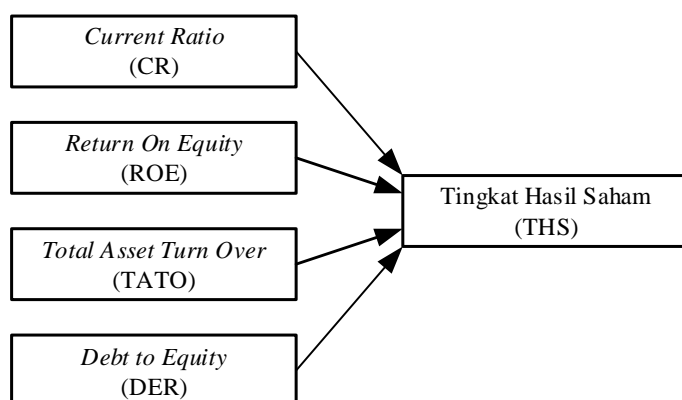 Current Ratio
(CR)
Return On Equity
(ROE)
Tingkat Hasil Saham
(THS)
Total Asset Turn Over
(TATO)
Debt to Equity
(DER)